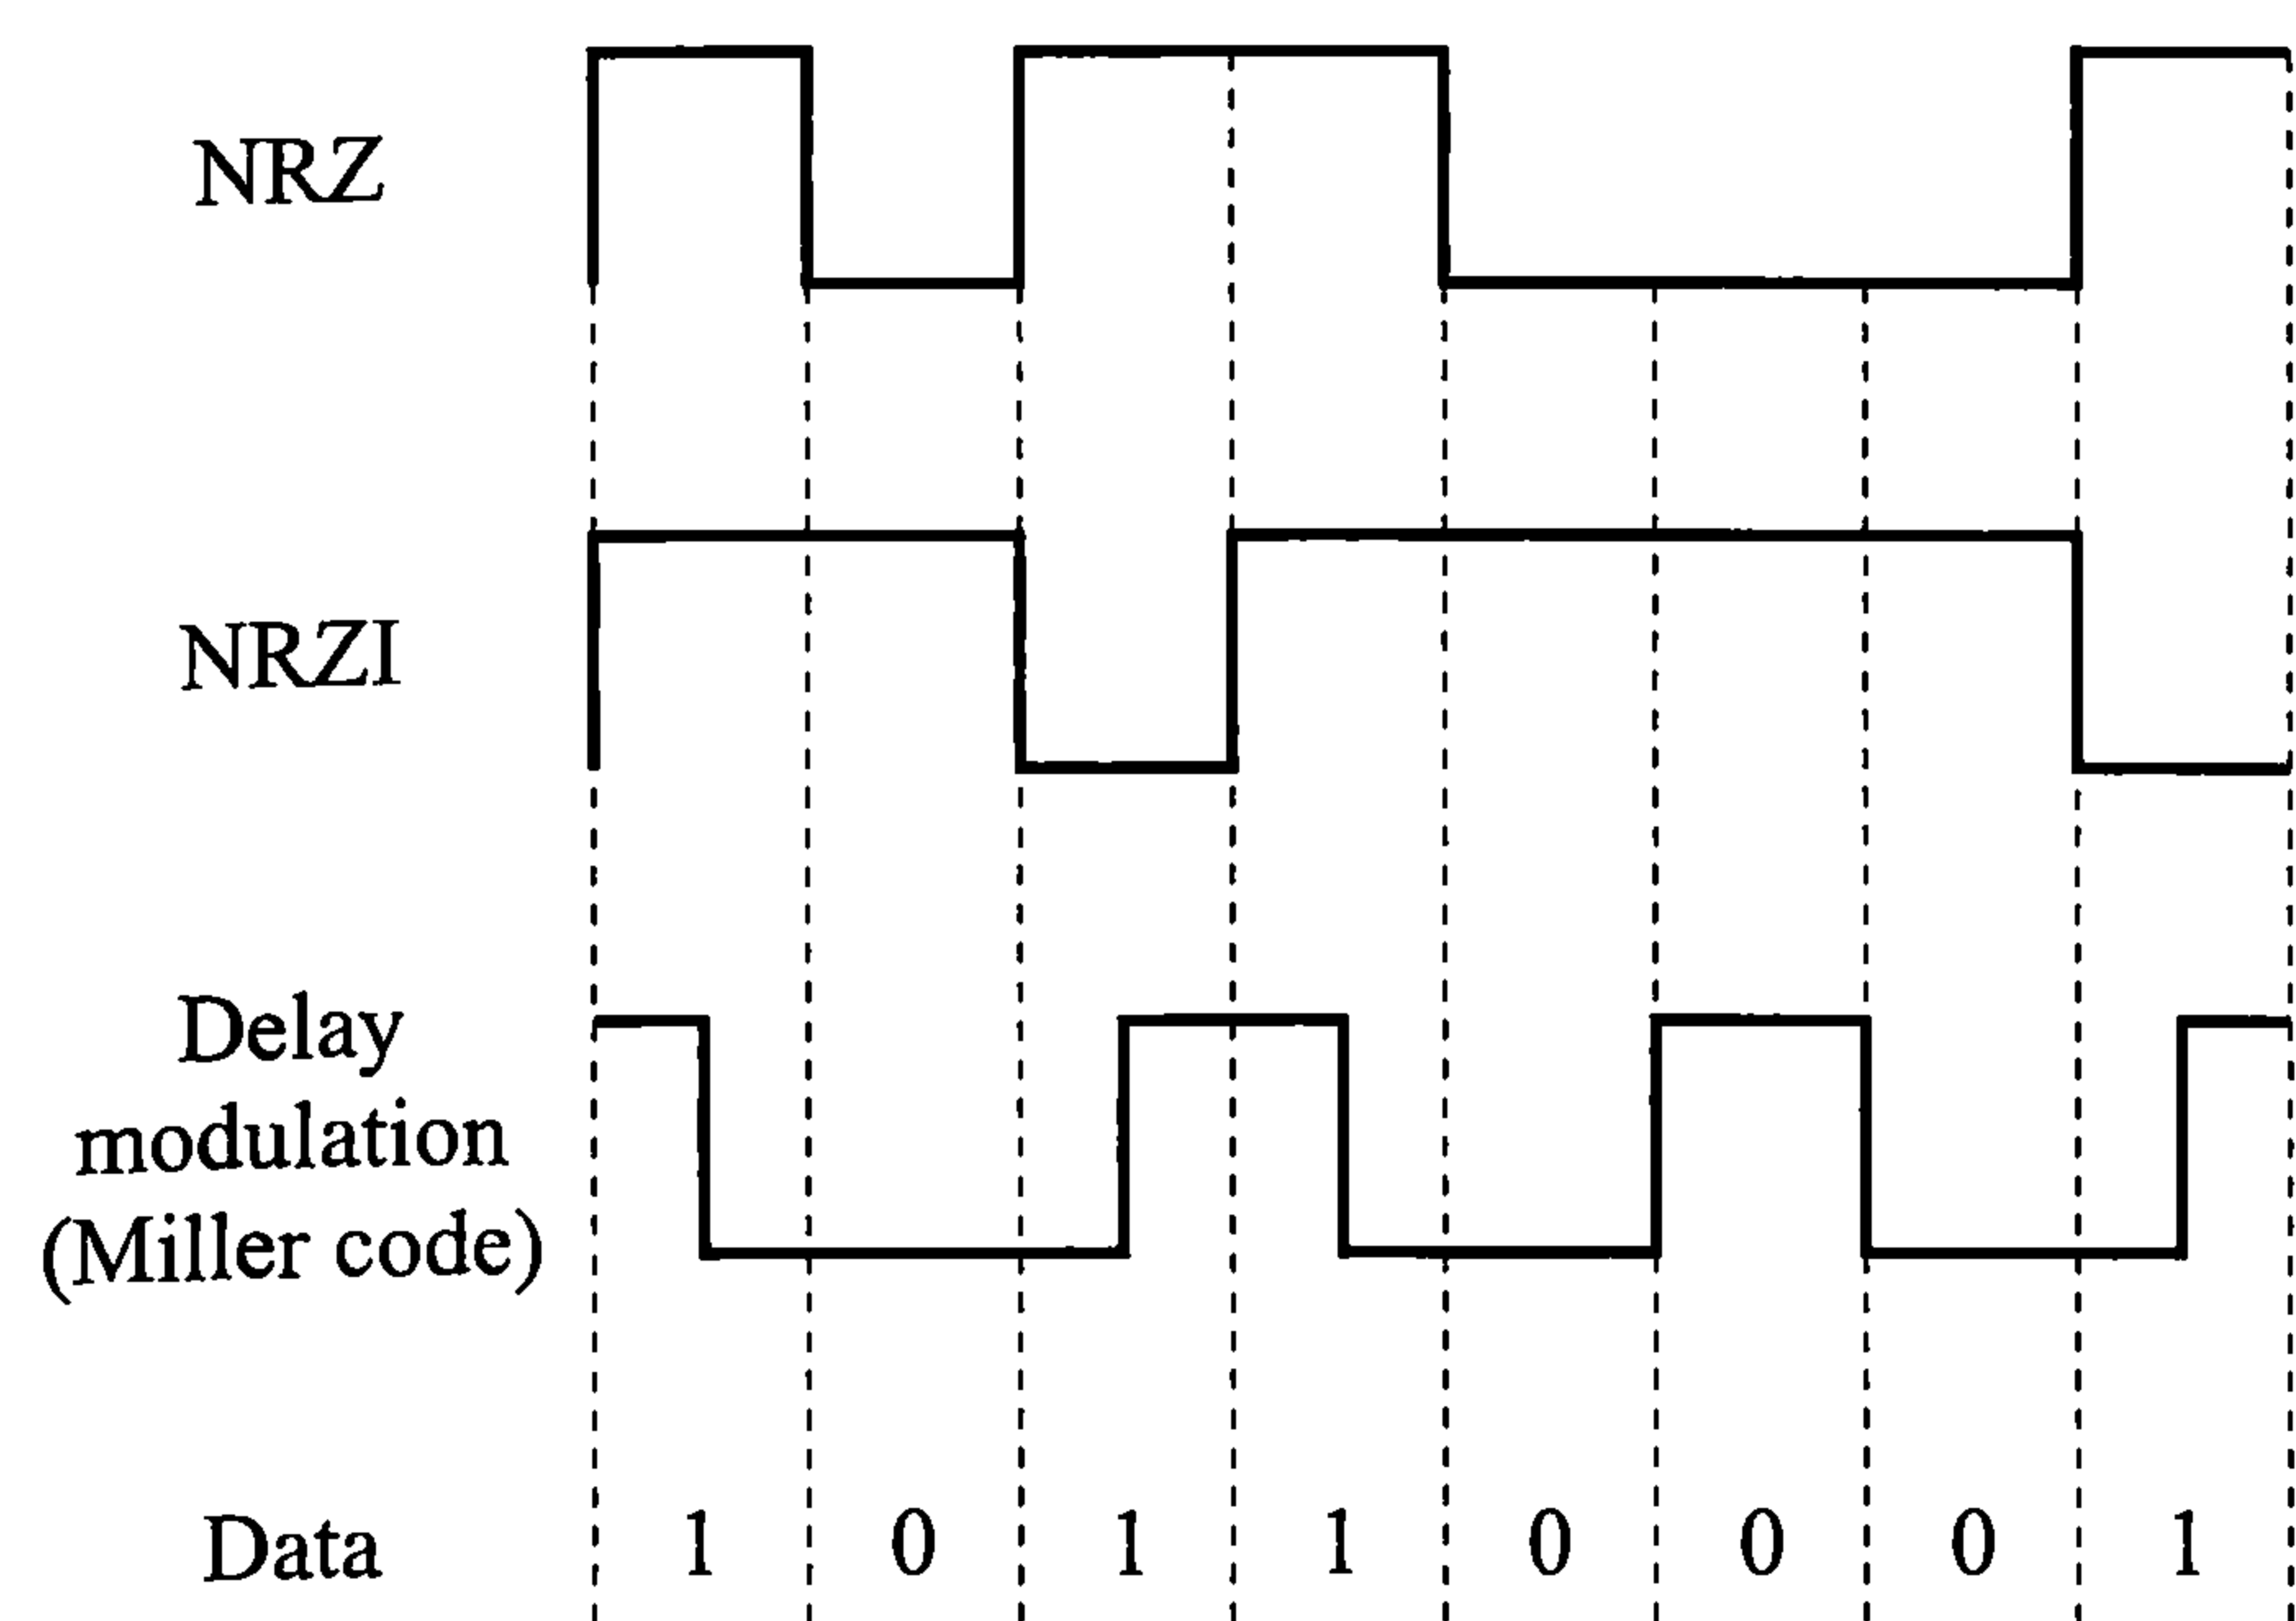 NRZ
NRZI
Delay
modulation
(Miller code)
Data 1 0 1 1 0 0 0 1